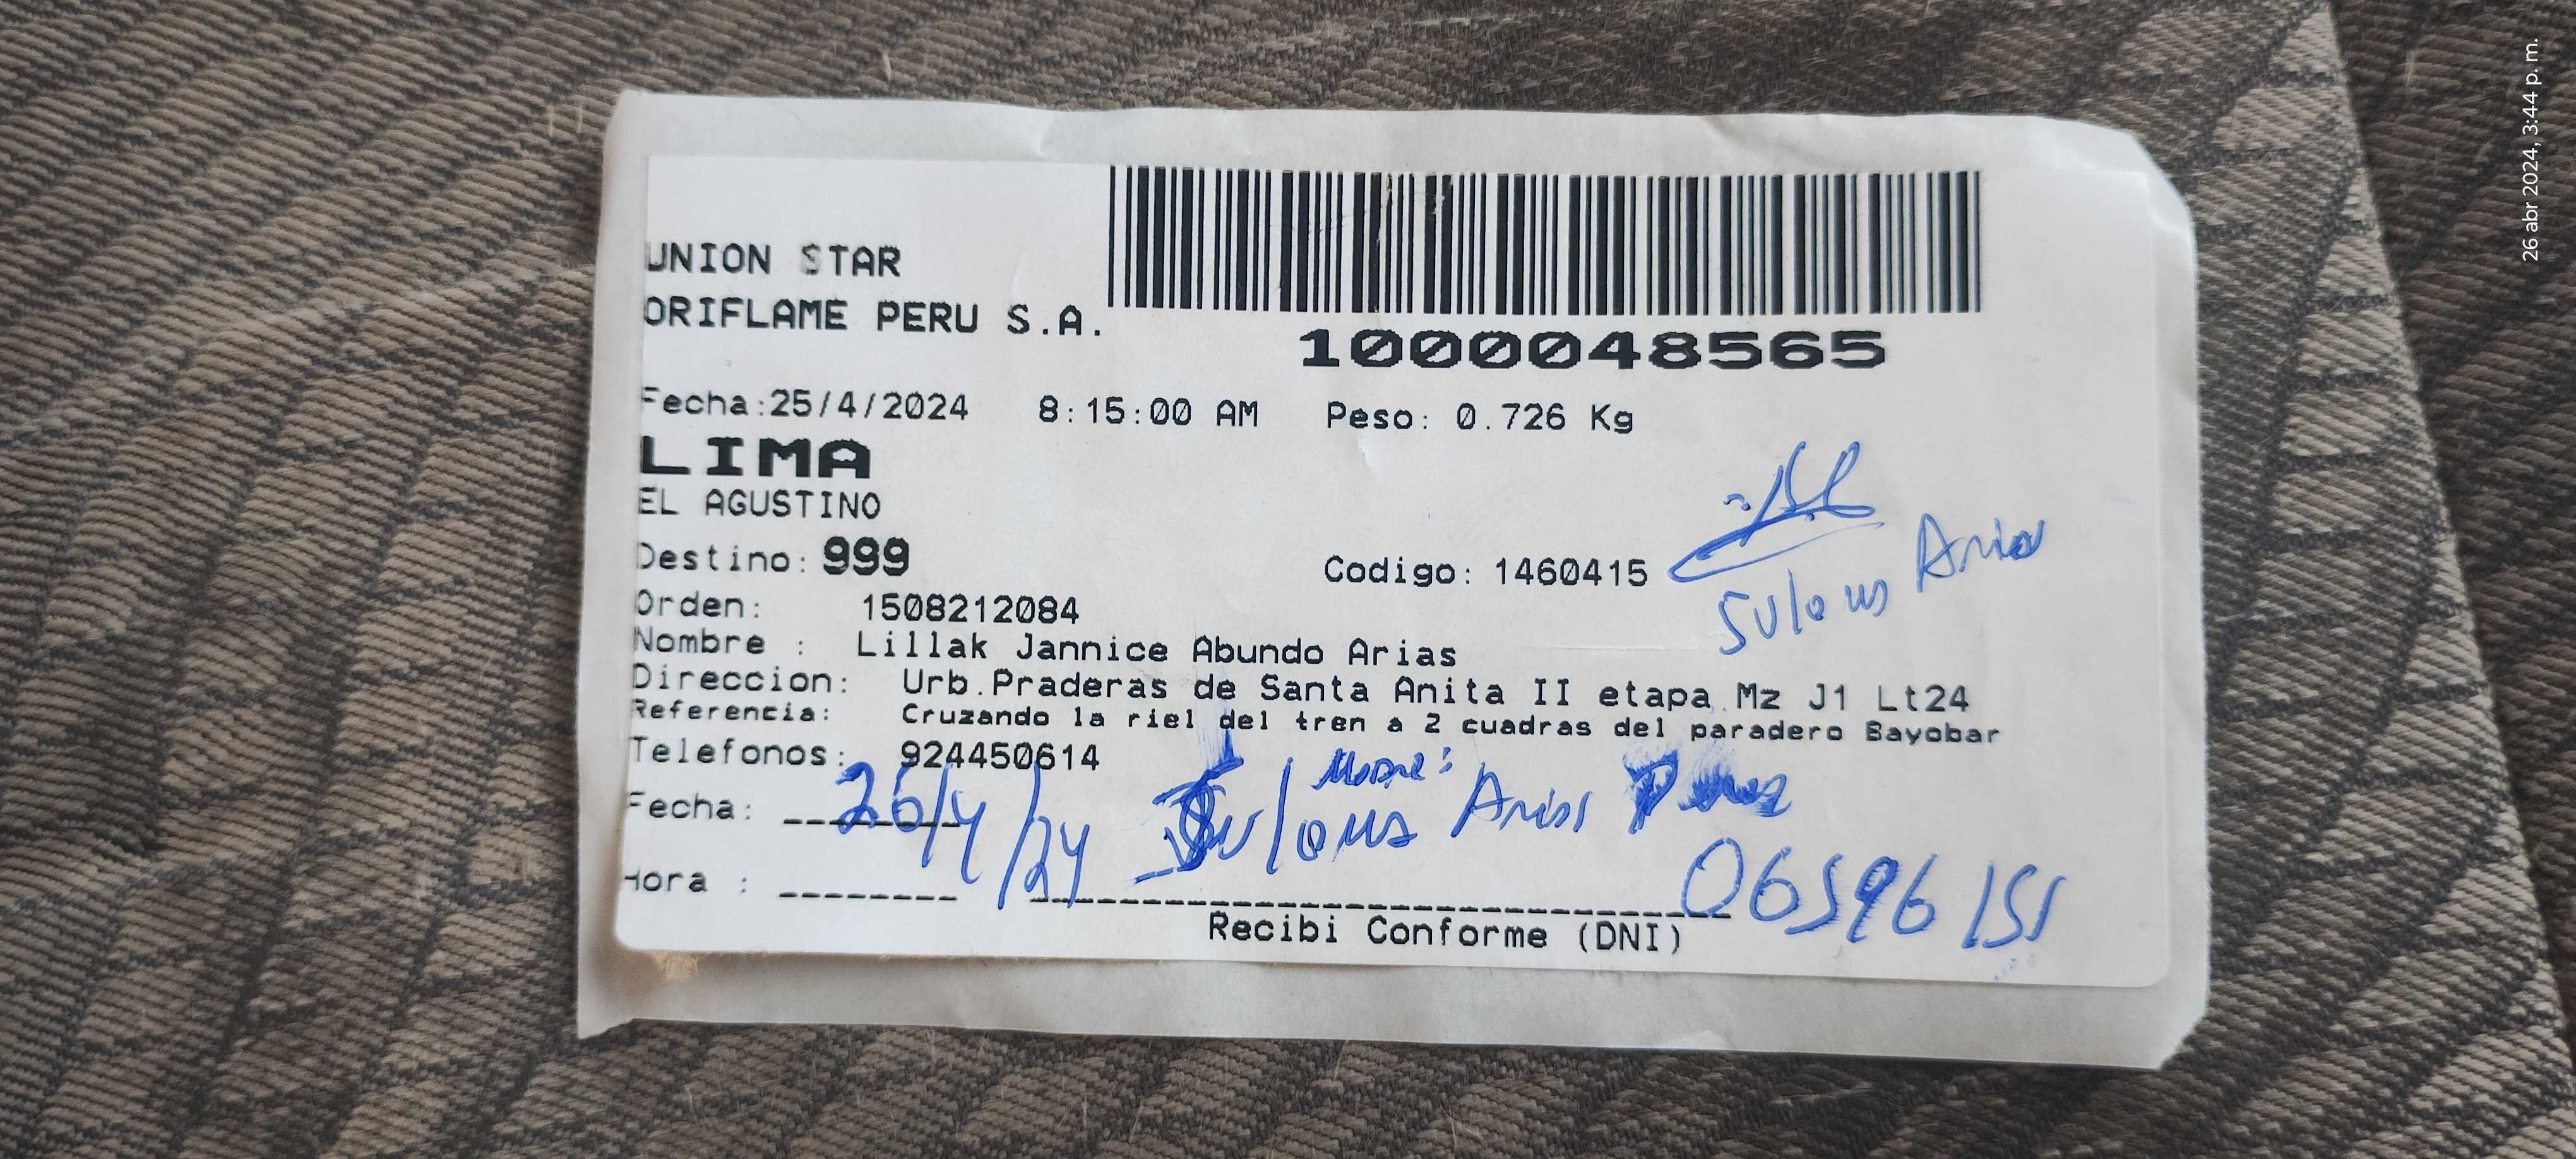 UNION STAR
ORIFLAME PERU S.A.
1000048565
Fecha:25/4/2024 8:15:00 AM Peso: 0.726 Kg
LIMA
EL AGUSTINO
Destino: 999 Codigo: 1460415
Arias
Orden: 1508212084
Nombre : Lillak Jannice Abundo Arias
Direccion: Urb.Praderas de Santa Anita II etapa Mz J1 Lt24
Referencia: Cruzando la riel del tren a 2 cuadras del paradero Bayobar
Telefonos: 924450614
Fecha: 26/4/24 Arias
06596151
Hora :
Recibi Conforme (DNI)
26 abr 2024, 3:44 p. m.